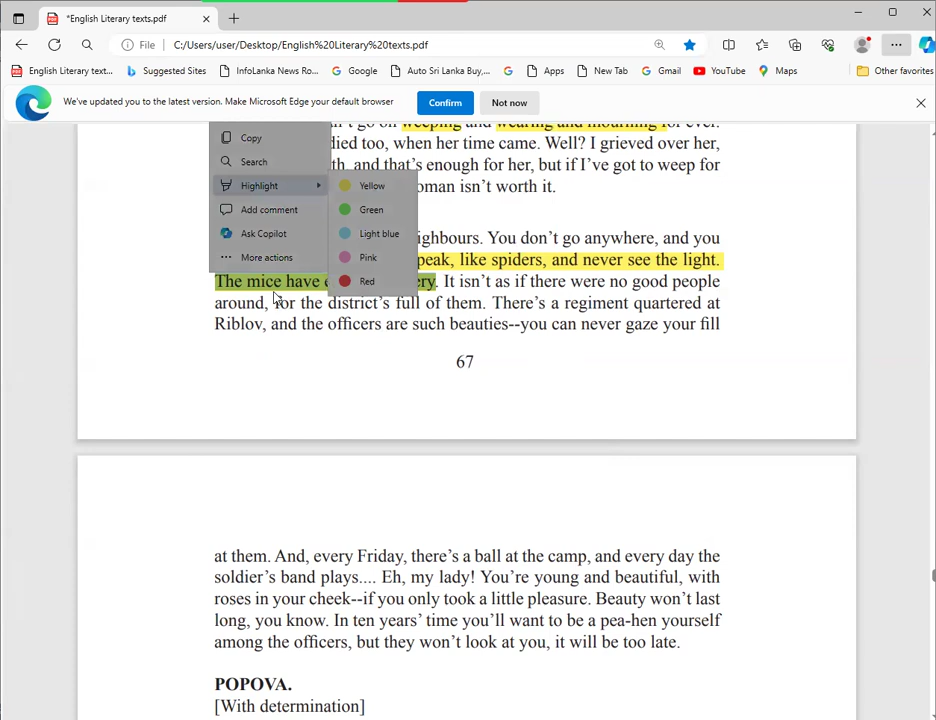 *English Literary texts.pdf
File C:/Users/user/Desktop/English%20Literary%20texts.pdf
English Literary text... Suggested Sites InfoLanka News Ro... Google Auto Sri Lanka Buy,... Apps New Tab Gmail YouTube Maps Other favorites
We've updated you to the latest version. Make Microsoft Edge your default browser Confirm Not now
go on weeping and wearing and mourning for ever.
died too, when her time came. Well? I grieved over her,
and that's enough for her, but if I've got to weep for
isn't worth it.
Copy
Search
Highlight
Add comment
Ask Copilot
More actions
Yellow
Green
Light blue
Pink
Red
You don't go anywhere, and you
like spiders, and never see the light.
The mice have . It isn't as if there were no good people
around, for the district's full of them. There's a regiment quartered at
Riblov, and the officers are such beauties--you can never gaze your fill
67
at them. And, every Friday, there's a ball at the camp, and every day the
soldier's band plays.... Eh, my lady! You're young and beautiful, with
roses in your cheek--if you only took a little pleasure. Beauty won't last
long, you know. In ten years' time you'll want to be a pea-hen yourself
among the officers, but they won't look at you, it will be too late.
POPOVA.
[With determination]